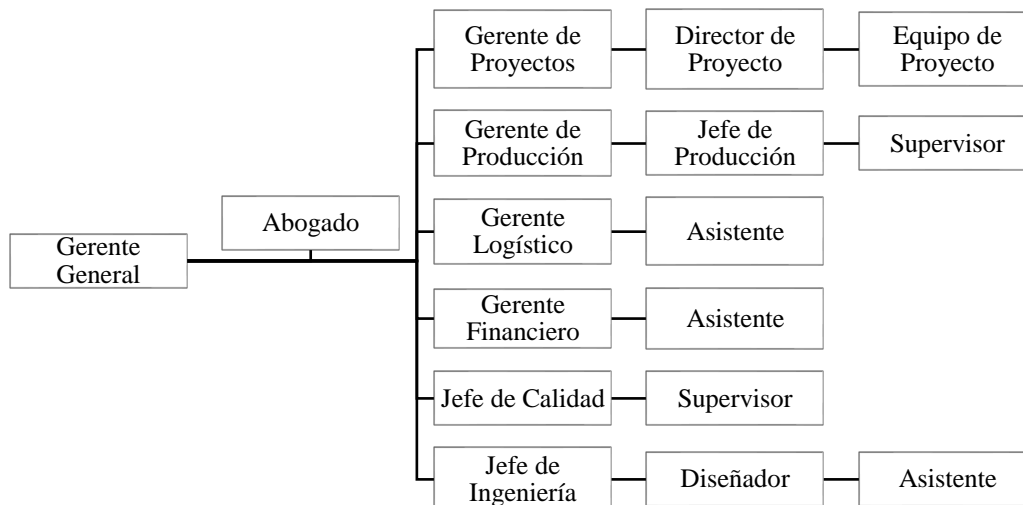 Gerente de
Proyectos
Director de
Proyecto
Equipo de
Proyecto
Gerente de
Producción
Jefe de
Producción
Supervisor
Abogado
Gerente
General
Gerente
Logístico
Asistente
Gerente
Financiero
Asistente
Jefe de Calidad
Supervisor
Jefe de
Ingeniería
Diseñador
Asistente